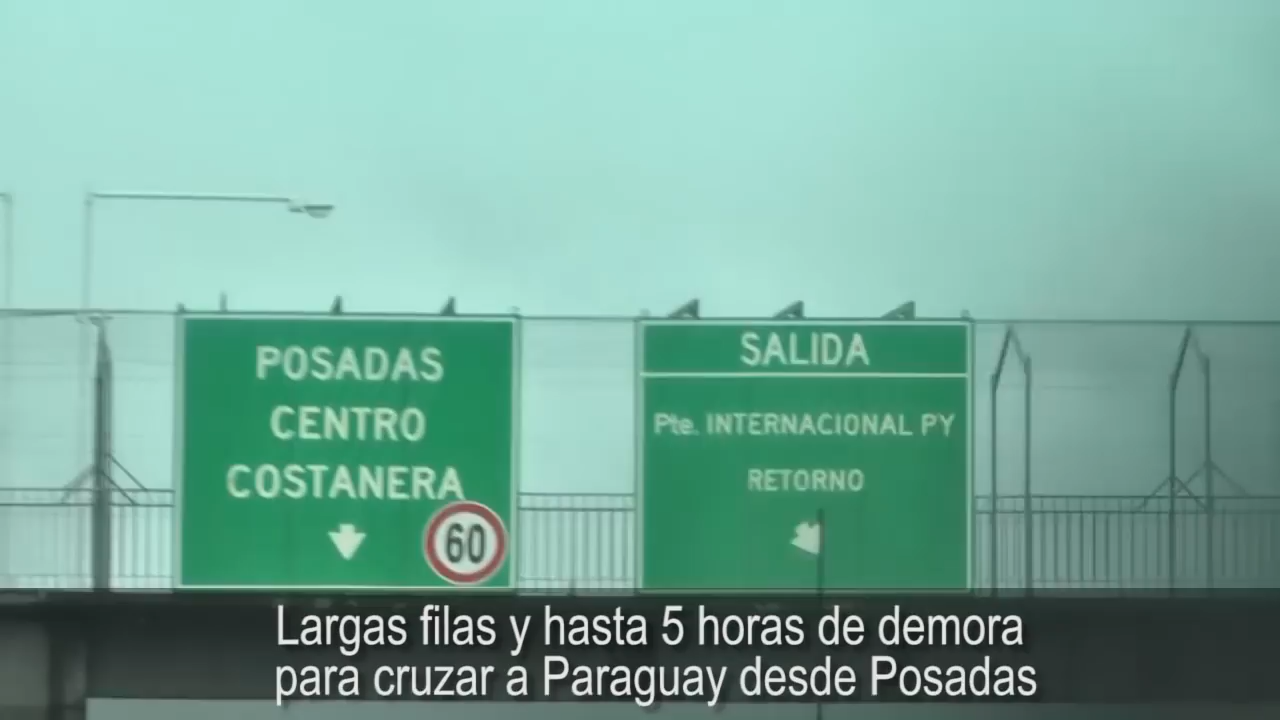 POSADAS
CENTRO
COSTANERA
60
SALIDA
Pte. INTERNACIONAL PY
RETORNO
Largas filas y hasta 5 horas de demora
para cruzar a Paraguay desde Posadas